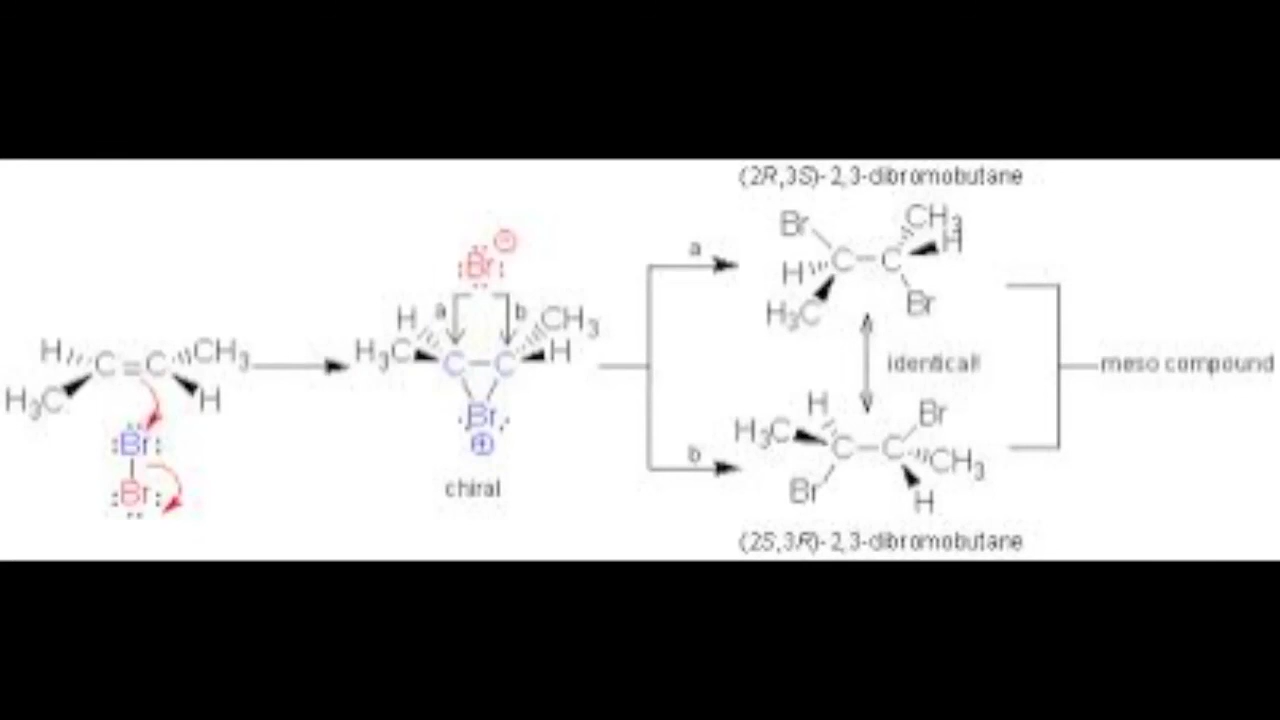 (2R,3S)-2,3-dibromobutane
Br CH3
H C C H
H3C Br
a
Br ⊖
a b
H CH3
H3C C C H
Br
⊕
chiral
H CH3
C=C
H3C H
Br
Br
identical!
meso compound
b
H Br
H3C C C CH3
Br H
(2S,3R)-2,3-dibromobutane